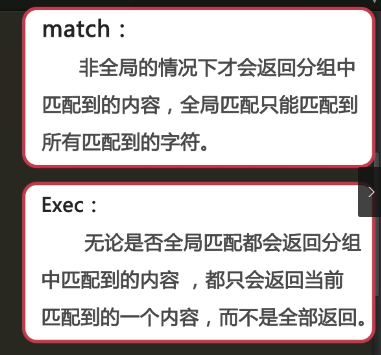 match：
非全局的情况下才会返回分组中
匹配到的内容，全局匹配只能匹配到
所有匹配到的字符。
Exec：
无论是否全局匹配都会返回分组
中匹配到的内容 ，都只会返回当前
匹配到的一个内容，而不是全部返回。